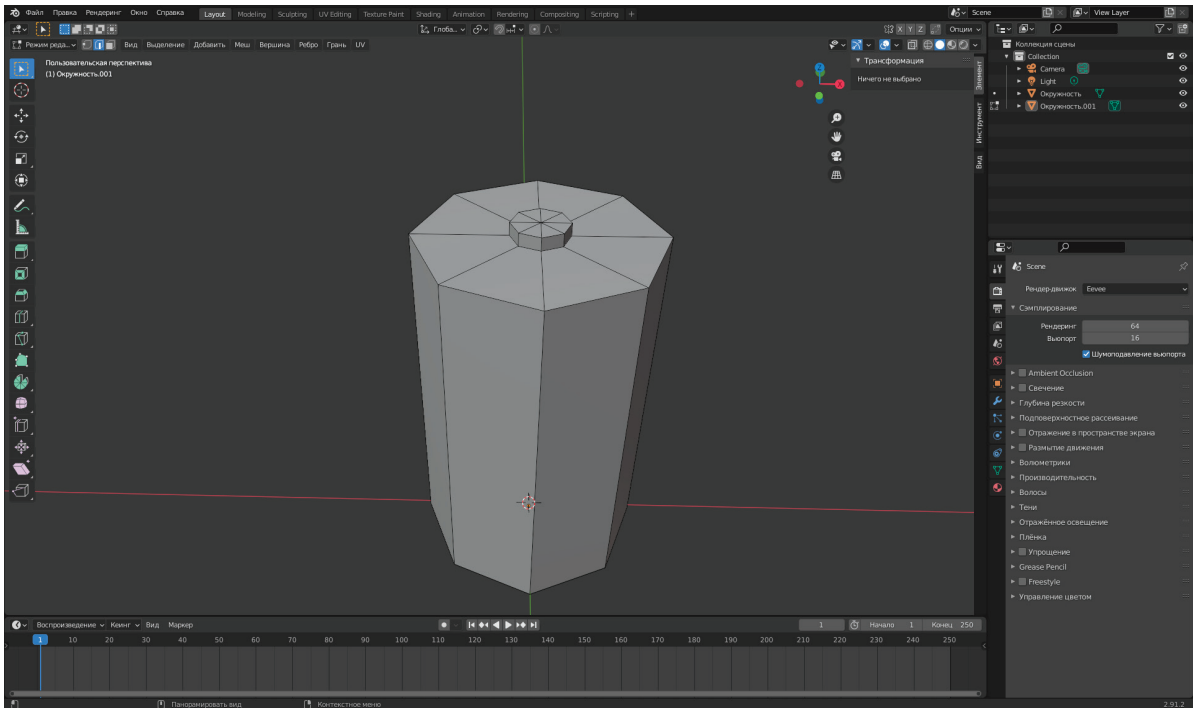 Файл Правка Рендеринг Окно Справка Layout Modeling Sculpting UV Editing Texture Paint Shading Animation Rendering Compositing Scripting + Scene View Layer
Глоба.. X Y Z Опции
Режим реда.. Вид Выделение Добавить Меш Вершина Ребро Грань UV
Пользовательская перспектива
(1) Окружность.001
Трансформация
Ничего не выбрано
Элемент
Инструмент
Вид
X
Коллекция сцены
Collection
Camera
Light
Окружность
Окружность.001
Scene
Рендер-движок Eevee
Сэмплирование
Рендеринг 64
Вьюпорт 16
Шумоподавление вьюпорта
Ambient Occlusion
Свечение
Глубина резкости
Подповерхностное рассеивание
Отражение в пространстве экрана
Размытие движения
Волометрики
Производительность
Волосы
Тени
Отражённое освещение
Плёнка
Упрощение
Grease Pencil
Freestyle
Управление цветом
Воспроизведение Кеинг Вид Маркер 1 Начало 1 Конец 250
1 10 20 30 40 50 60 70 80 90 100 110 120 130 140 150 160 170 180 190 200 210 220 230 240 250
Панорамировать вид Контекстное меню 2.91.2